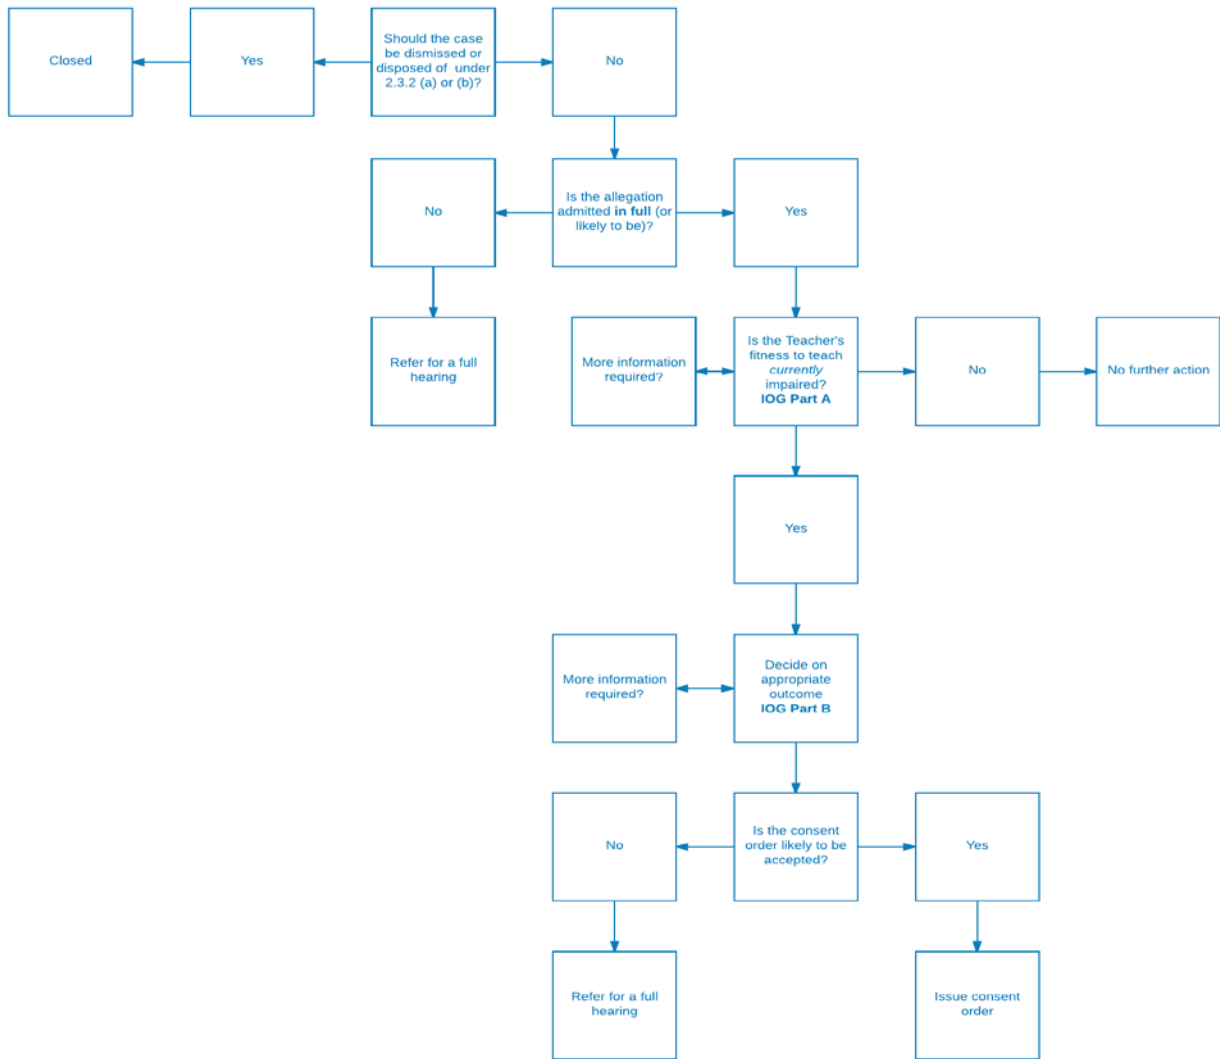 Closed
Yes
Should the case
be dismissed or
disposed of under
2.3.2 (a) or (b)?
No
No
Is the allegation
admitted in full (or
likely to be)?
Yes
Refer for a full
hearing
More information
required?
Is the Teacher's
fitness to teach
currently
impaired?
IOG Part A
No
No further action
Yes
More information
required?
Decide on
appropriate
outcome
IOG Part B
No
Is the consent
order likely to be
accepted?
Yes
Refer for a full
hearing
Issue consent
order